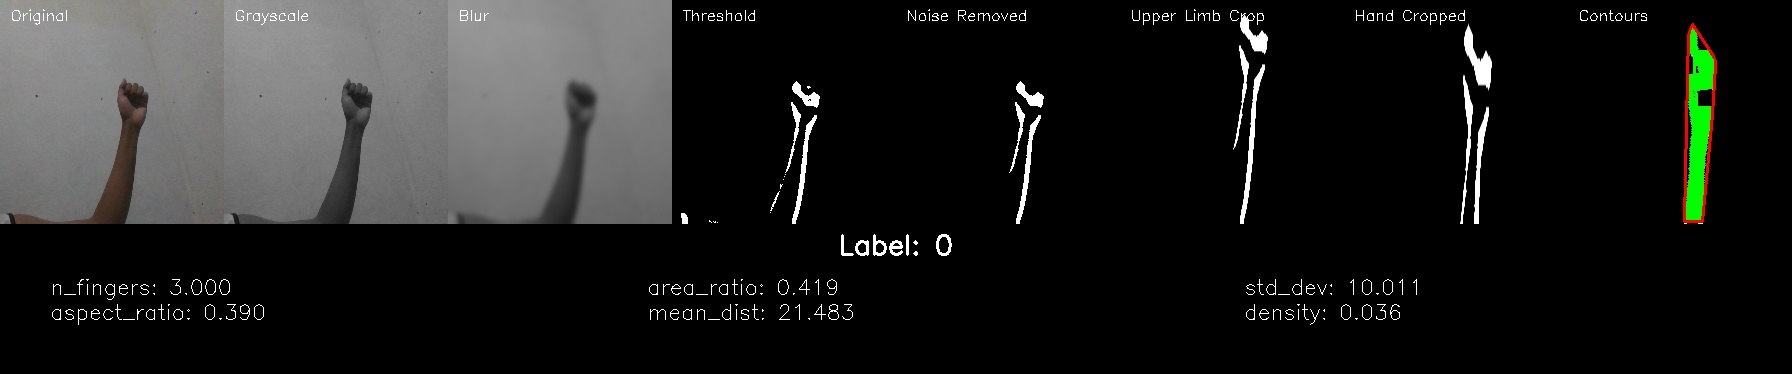 Original
Grayscale
Blur
Threshold
Noise Removed
Upper Limb Crop
Hand Cropped
Contours
Label: 0
n_fingers: 3.000
area_ratio: 0.419
std_dev: 10.011
aspect_ratio: 0.390
mean_dist: 21.483
density: 0.036